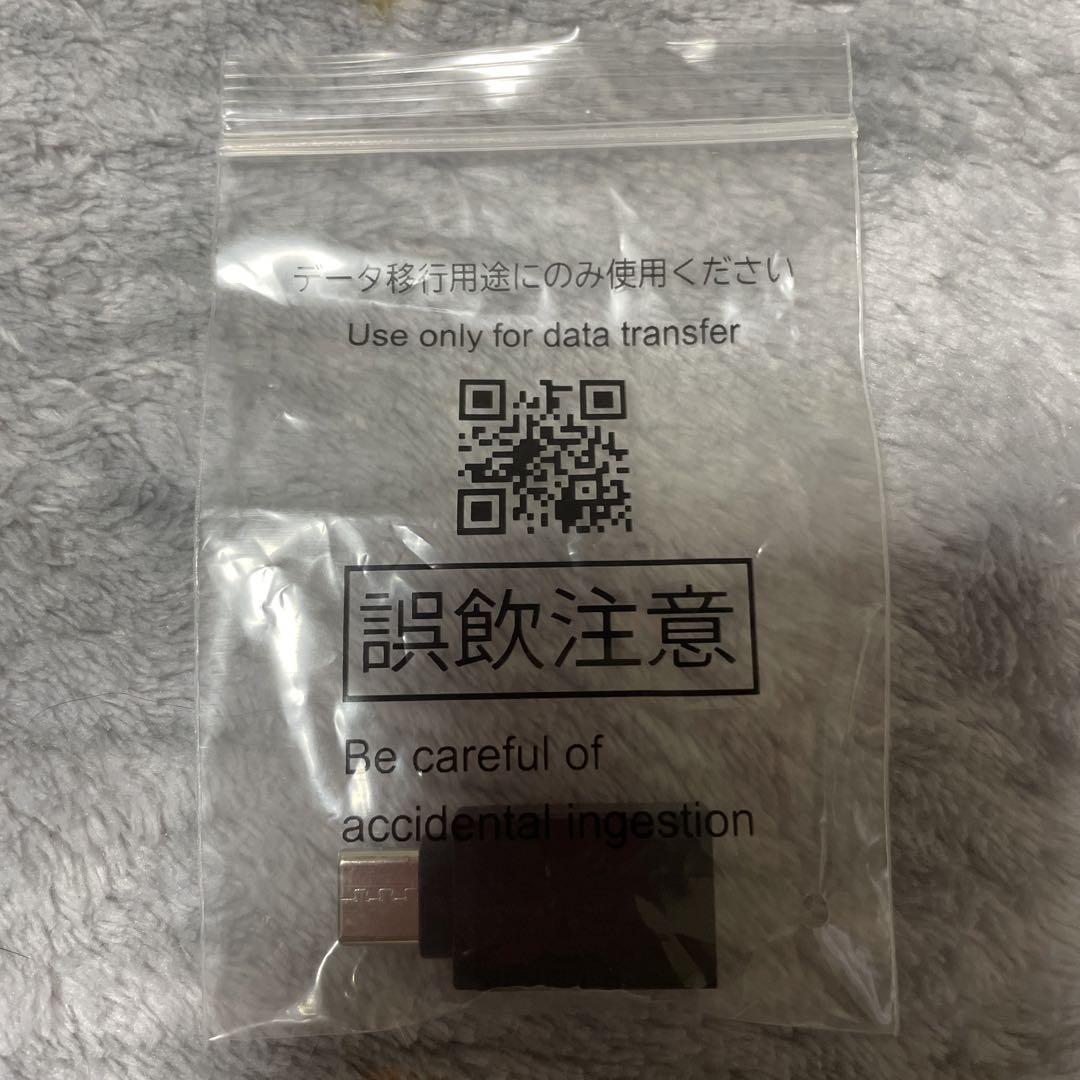 データ移行用途にのみ使用ください
Use only for data transfer
誤飲注意
Be careful of
accidental ingestion